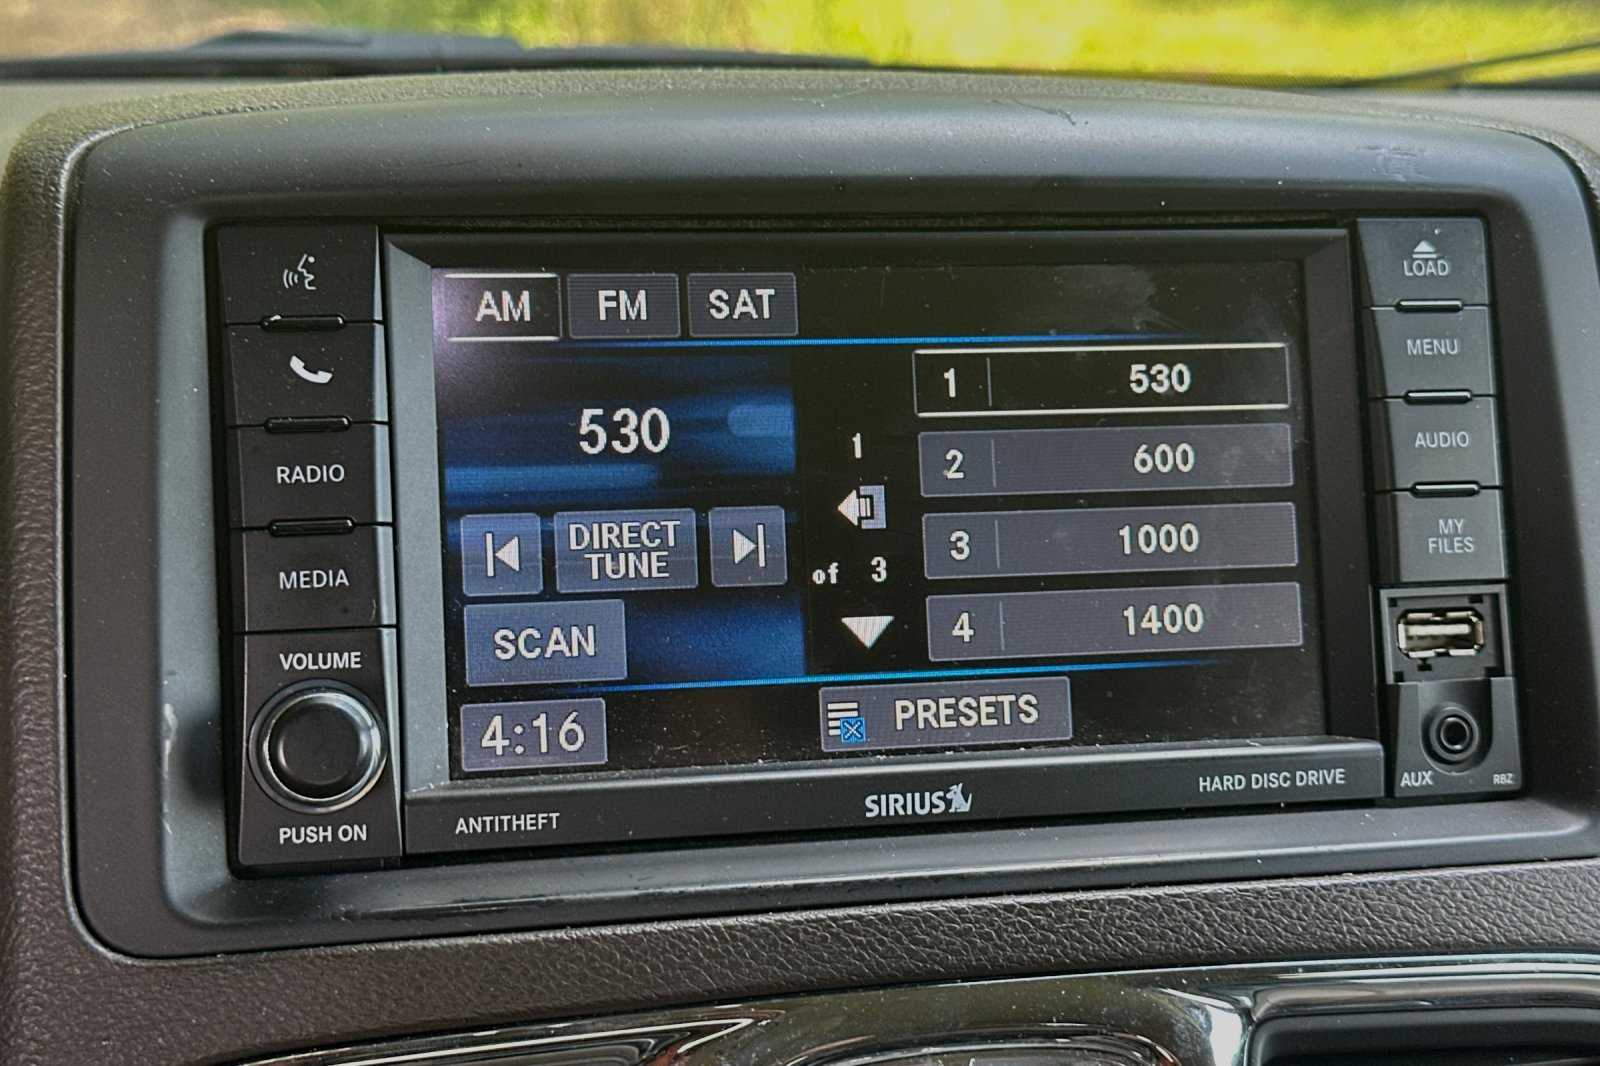 AM FM SAT
530
DIRECT
TUNE
SCAN
4:16
1
of 3
1 530
2 600
3 1000
4 1400
PRESETS
RADIO
MEDIA
VOLUME
PUSH ON
ANTITHEFT
SIRIUS
HARD DISC DRIVE
LOAD
MENU
AUDIO
MY
FILES
AUX
RBZ